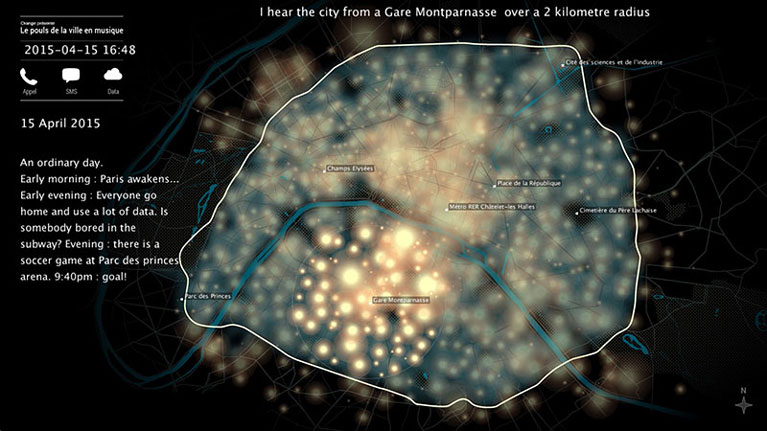 I hear the city from a Gare Montparnasse over a 2 kilometre radius
Orange présente
Le pouls de la ville en musique
2015-04-15 16:48
Appel SMS Data
15 April 2015
An ordinary day.
Early morning : Paris awakens...
Early evening : Everyone go
home and use a lot of data. Is
somebody bored in the
subway? Evening : there is a
soccer game at Parc des princes
arena. 9:40pm : goal!
Cité des sciences et de l'industrie
Champs Elysées
Place de la République
Métro RER Châtelet-les Halles
Cimetière du Père Lachaise
Parc des Princes
Gare Montparnasse
N